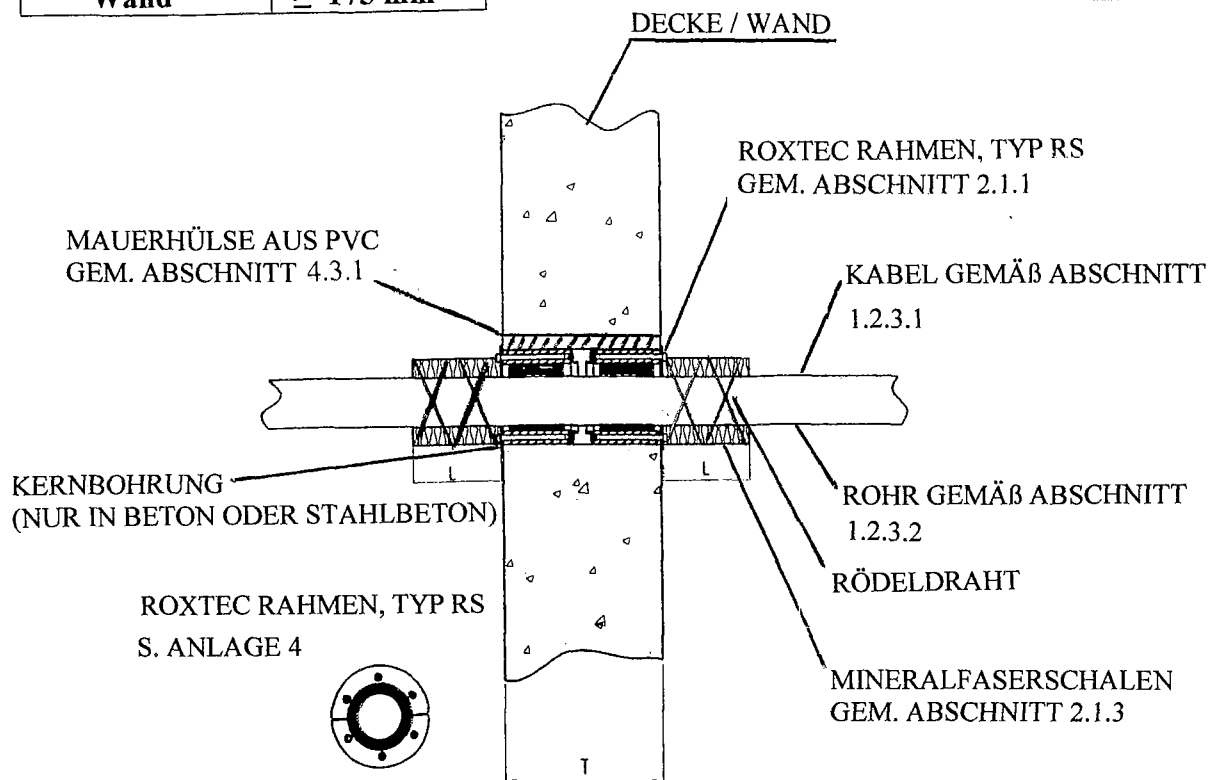 Wand
175 mm
DECKE / WAND
ROXTEC RAHMEN, TYP RS
GEM. ABSCHNITT 2.1.1
MAUERHÜLSE AUS PVC
GEM. ABSCHNITT 4.3.1
KABEL GEMÄß ABSCHNITT
1.2.3.1
L
L
KERNBOHRUNG
(NUR IN BETON ODER STAHLBETON)
ROHR GEMÄß ABSCHNITT
1.2.3.2
RÖDELDRAHT
ROXTEC RAHMEN, TYP RS
S. ANLAGE 4
MINERALFASERSCHALEN
GEM. ABSCHNITT 2.1.3
T